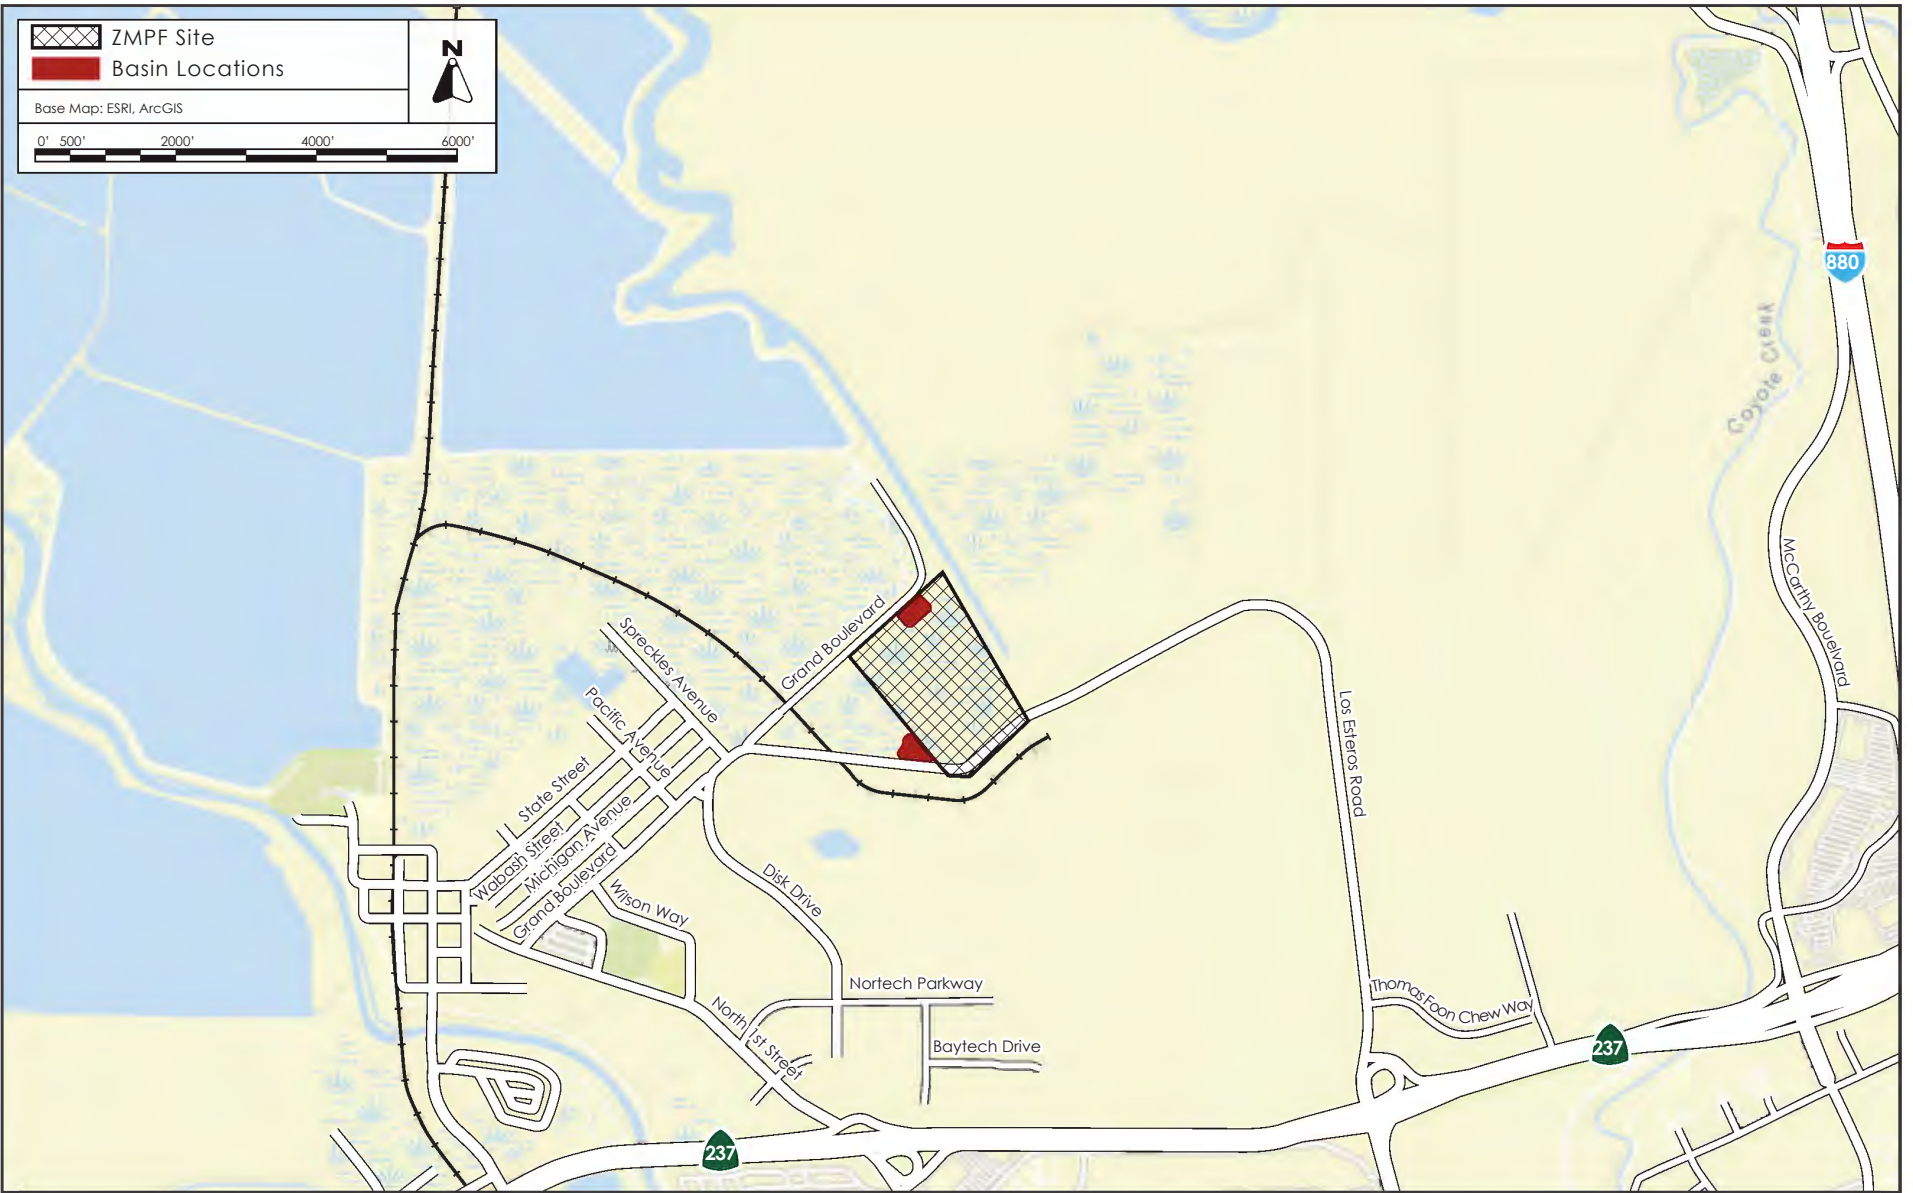 ZMPF Site
Basin Locations
N
Base Map: ESRI, ArcGIS
0' 500' 2000' 4000' 6000'
880
Coyote Creek
McCarthy Bouelvard
Grand Boulevard
Spreckles Avenue
Pacific Avenue
State Street
Wabash Street
Michigan Avenue
Grand Boulevard
Wilson Way
Disk Drive
Los Esteros Road
Nortech Parkway
North 1st Street
Baytech Drive
Thomas Foon Chew Way
237
237